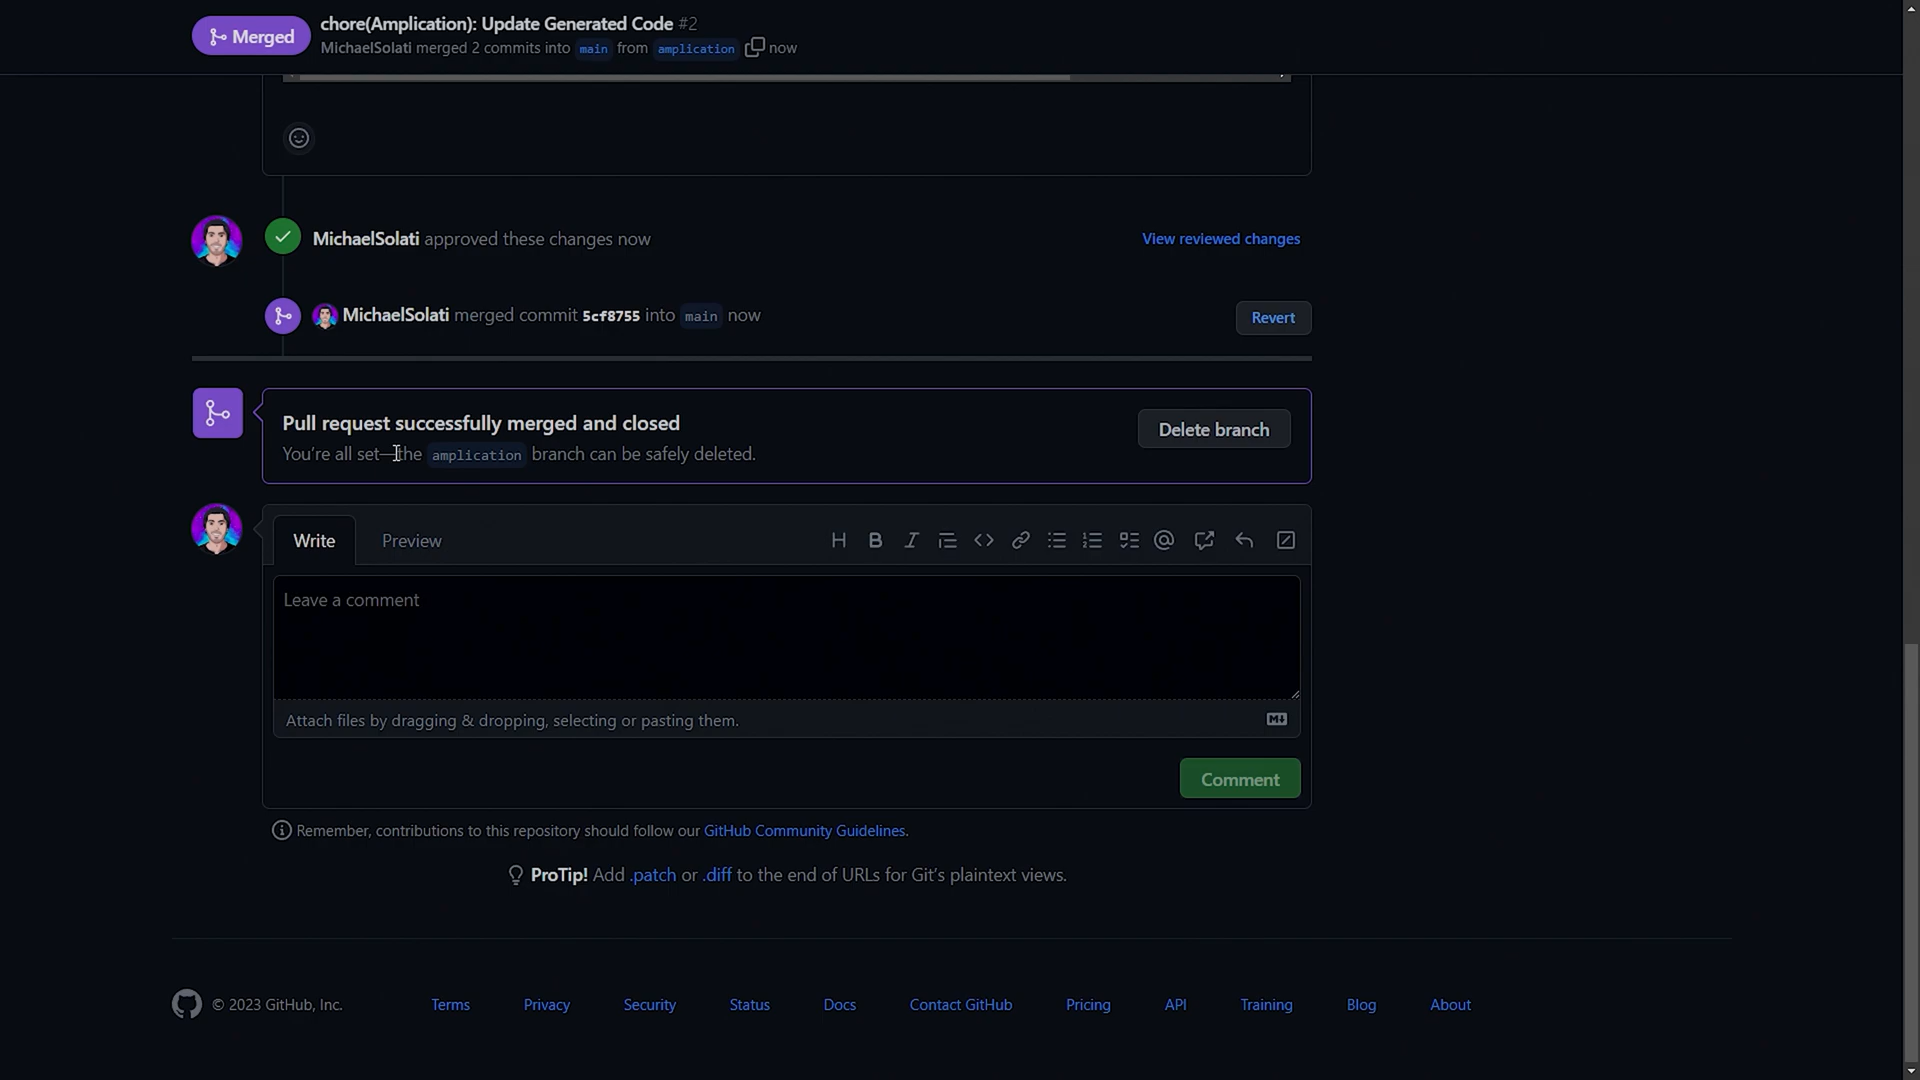 Merged
chore(Amplication): Update Generated Code #2
MichaelSolati merged 2 commits into main from amplication now
MichaelSolati approved these changes now
View reviewed changes
MichaelSolati merged commit 5cf8755 into main now
Revert
Pull request successfully merged and closed
You're all set—the amplication branch can be safely deleted.
Delete branch
Write
Preview
Leave a comment
Attach files by dragging & dropping, selecting or pasting them.
Comment
Remember, contributions to this repository should follow our GitHub Community Guidelines.
ProTip! Add .patch or .diff to the end of URLs for Git's plaintext views.
© 2023 GitHub, Inc.
Terms
Privacy
Security
Status
Docs
Contact GitHub
Pricing
API
Training
Blog
About